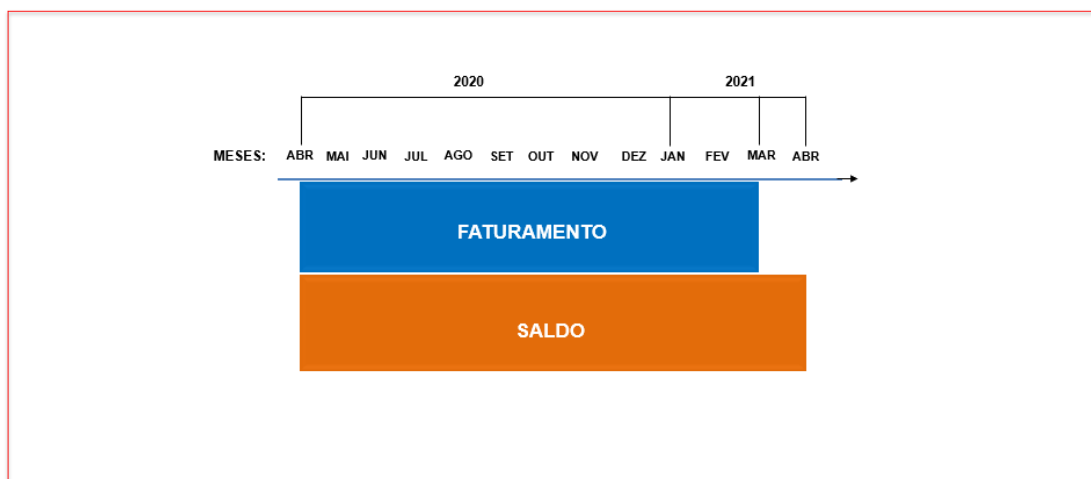 2020 2021
MESES: ABR MAI JUN JUL AGO SET OUT NOV DEZ JAN FEV MAR ABR
FATURAMENTO
SALDO